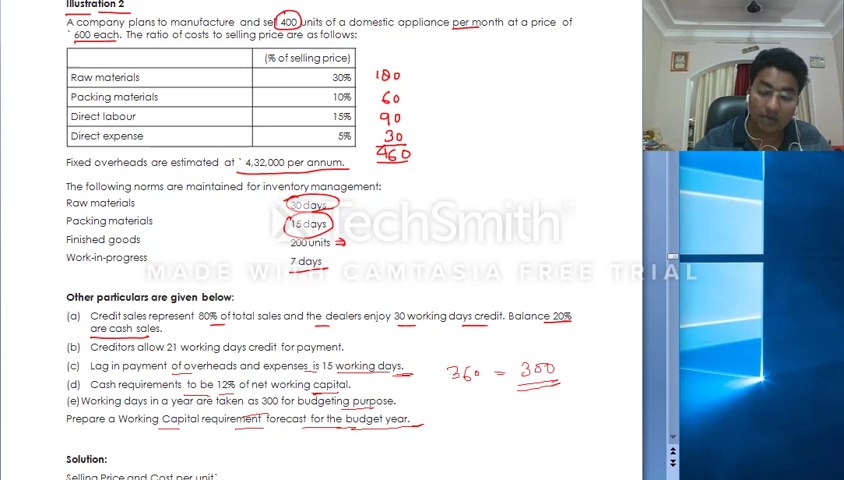 Illustration 2
A company plans to manufacture and sell 400 units of a domestic appliance per month at a price of
` 600 each. The ratio of costs to selling price are as follows:
(% of selling price)
Raw materials 30% 180
Packing materials 10% 60
Direct labour 15% 90
Direct expense 5% 30
460
Fixed overheads are estimated at ` 4,32,000 per annum.
The following norms are maintained for inventory management:
Raw materials 30 days
Packing materials 15 days
Finished goods 200 units ⇒
Work-in-progress 7 days
TechSmith®
MADE WITH CAMTASIA FREE TRIAL
Other particulars are given below:
(a) Credit sales represent 80% of total sales and the dealers enjoy 30 working days credit. Balance 20%
are cash sales.
(b) Creditors allow 21 working days credit for payment.
(c) Lag in payment of overheads and expenses is 15 working days.
360 = 300
(d) Cash requirements to be 12% of net working capital.
(e) Working days in a year are taken as 300 for budgeting purpose.
Prepare a Working Capital requirement forecast for the budget year.
Solution:
Selling Price and Cost per unit`